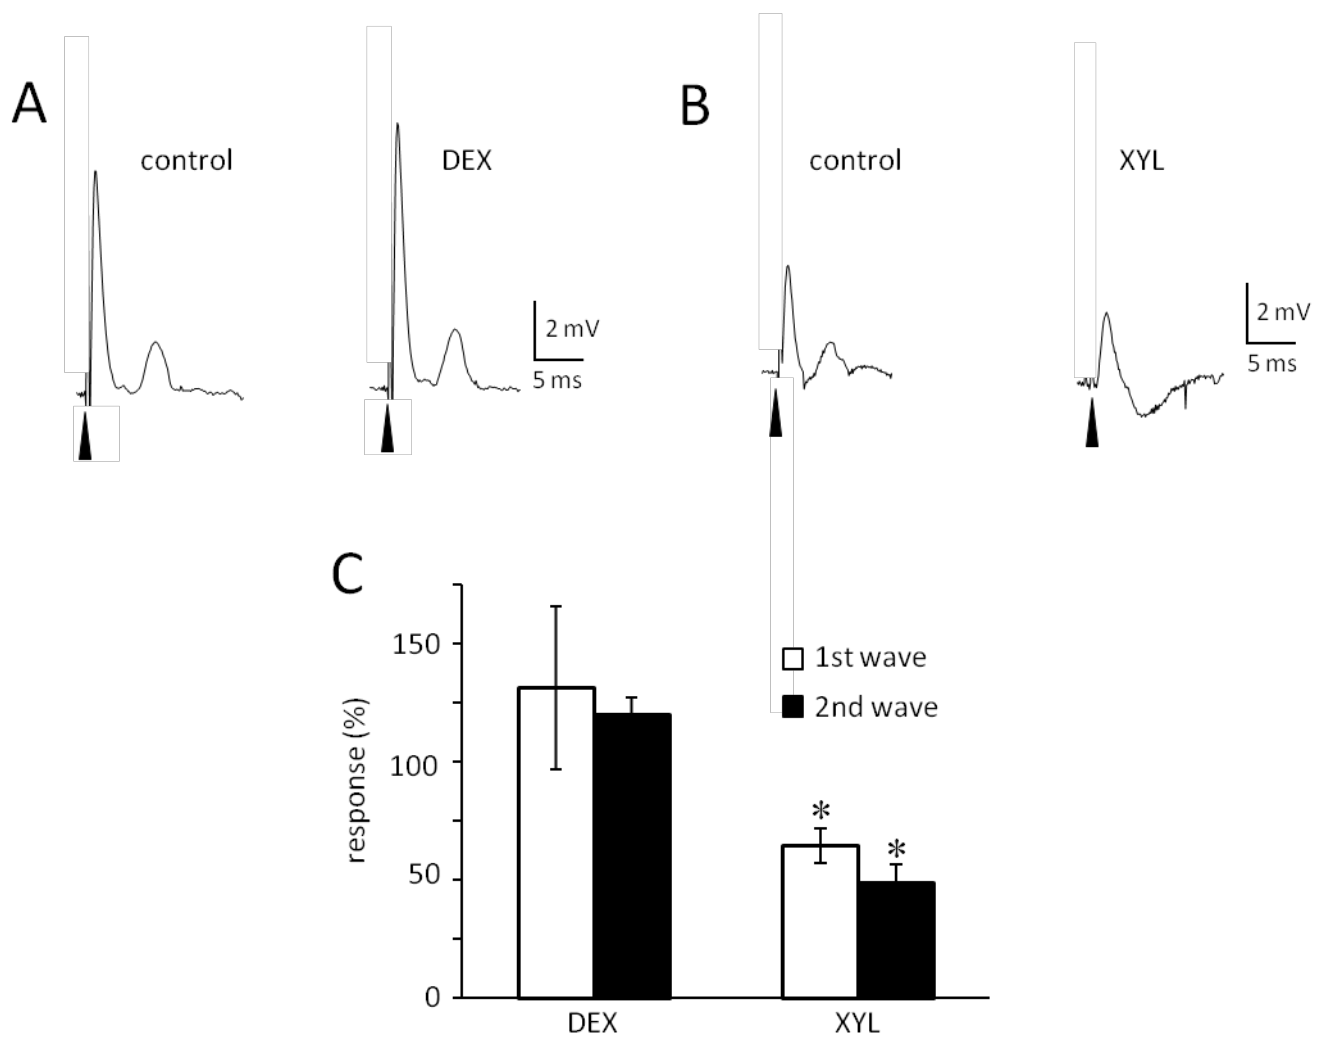 A
control
DEX
2 mV
5 ms
B
control
XYL
2 mV
5 ms
C
response (%)
150
100
50
0
1st wave
2nd wave
*
*
DEX
XYL